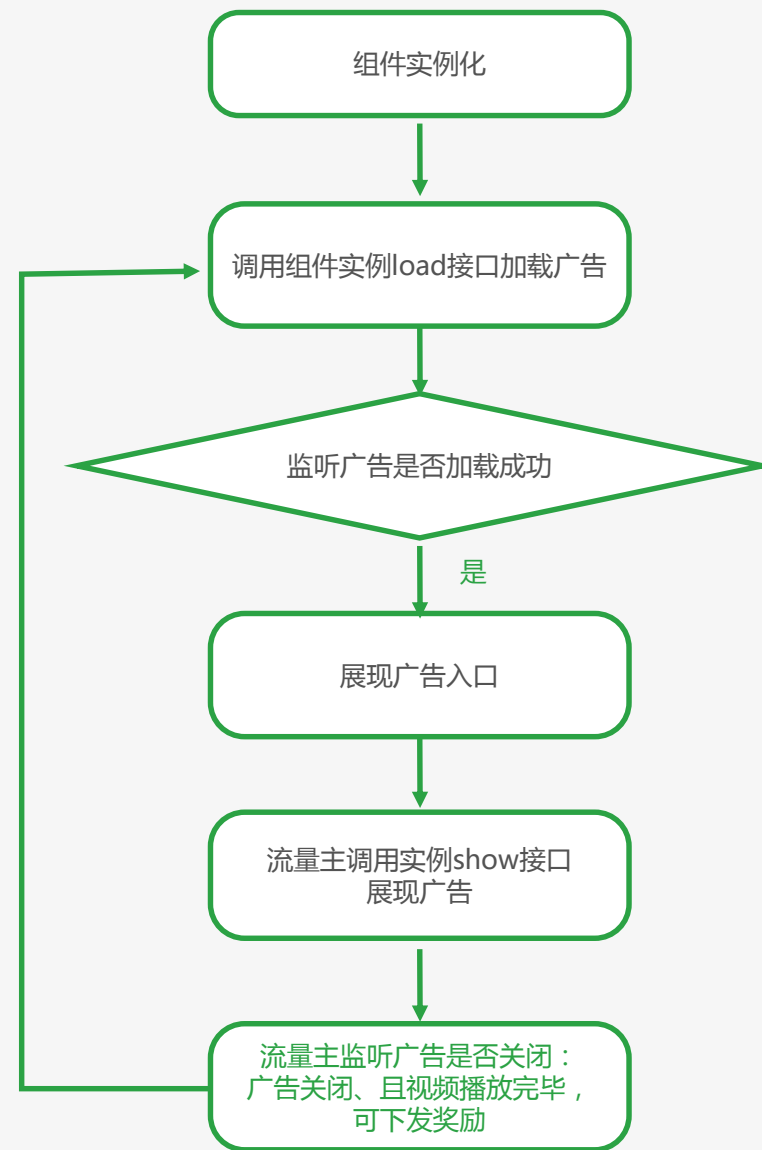 组件实例化
调用组件实例load接口加载广告
监听广告是否加载成功
是
展现广告入口
流量主调用实例show接口
展现广告
流量主监听广告是否关闭：
广告关闭、且视频播放完毕，
可下发奖励